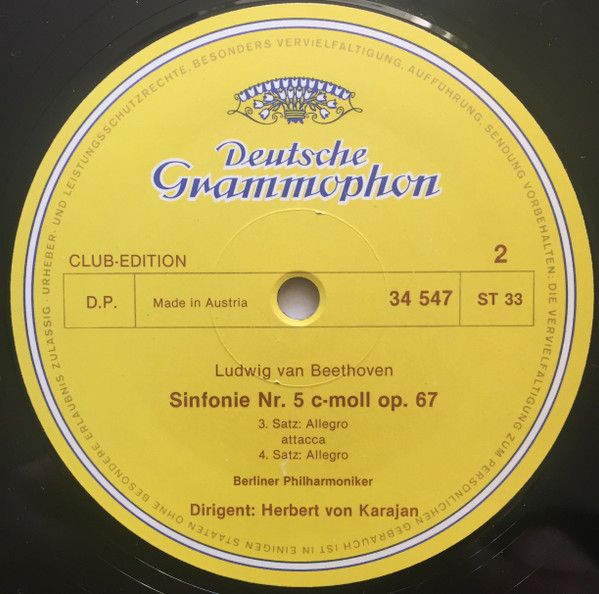 Deutsche
Grammophon
CLUB-EDITION
2
D.P.
Made in Austria
34 547
ST 33
Ludwig van Beethoven
Sinfonie Nr. 5 c-moll op. 67
3. Satz: Allegro
attacca
4. Satz: Allegro
Berliner Philharmoniker
Dirigent: Herbert von Karajan
URHEBER- UND LEISTUNGSSCHUTZRECHTE, BESONDERS VERVIELFÄLTIGUNG, AUFFÜHRUNG, SENDUNG VORBEHALTEN: DIE VERVIELFÄLTIGUNG ZUM PERSÖNLICHEN GEBRAUCH IST IN EINIGEN STAATEN OHNE BESONDERE ERLAUBNIS ZULÄSSIG ·